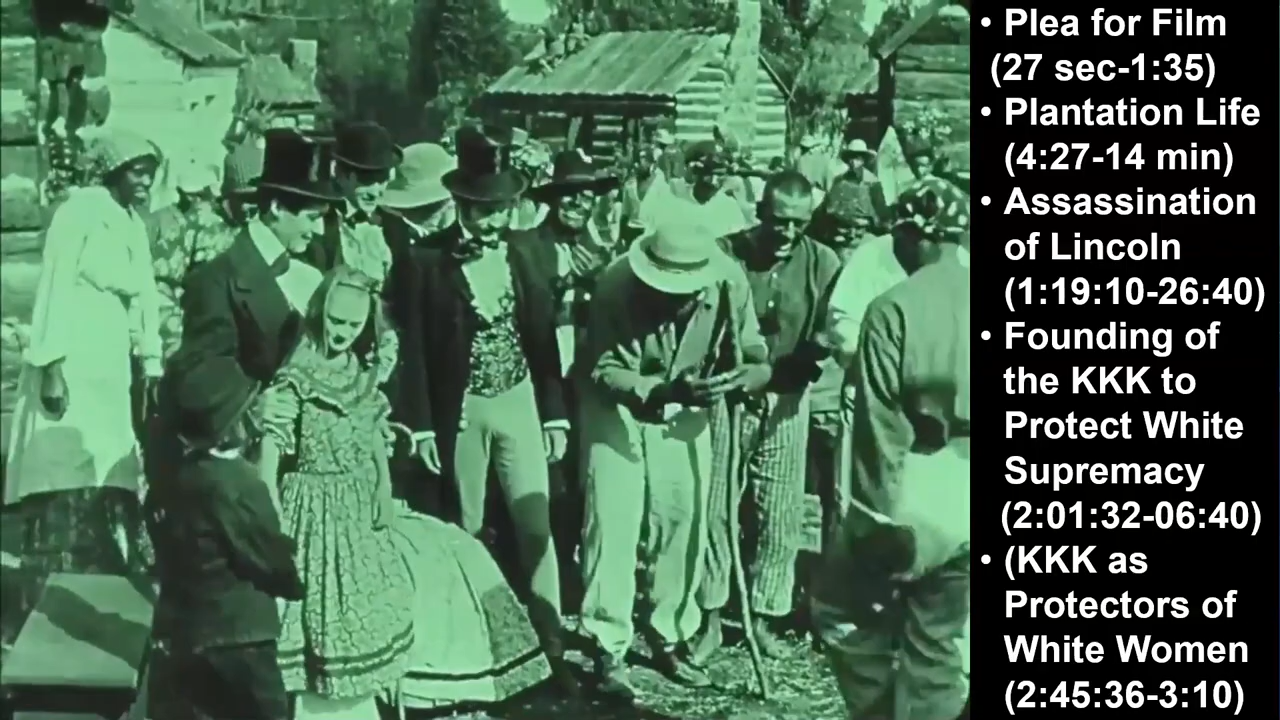 • Plea for Film
(27 sec-1:35)
• Plantation Life
(4:27-14 min)
• Assassination
of Lincoln
(1:19:10-26:40)
• Founding of
the KKK to
Protect White
Supremacy
(2:01:32-06:40)
• (KKK as
Protectors of
White Women
(2:45:36-3:10)